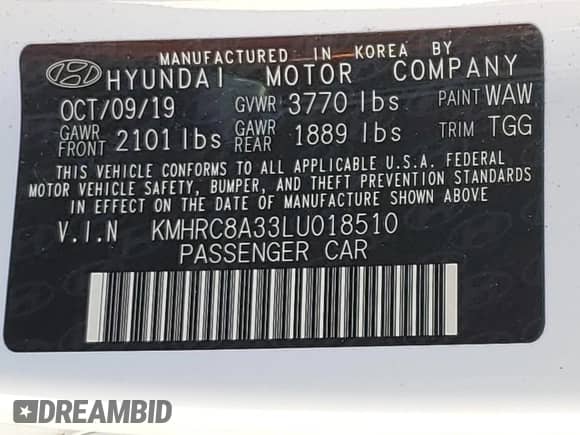 MANUFACTURED IN KOREA BY
HYUNDAI MOTOR COMPANY
OCT/09/19 GVWR 3770 lbs PAINT WAW
GAWR FRONT 2101 lbs GAWR REAR 1889 lbs TRIM TGG
THIS VEHICLE CONFORMS TO ALL APPLICABLE U.S.A. FEDERAL
MOTOR VEHICLE SAFETY, BUMPER, AND THEFT PREVENTION STANDARDS
IN EFFECT ON THE DATE OF MANUFACTURE SHOWN ABOVE
V.I.N KMHRC8A33LU018510
PASSENGER CAR
DREAMBID